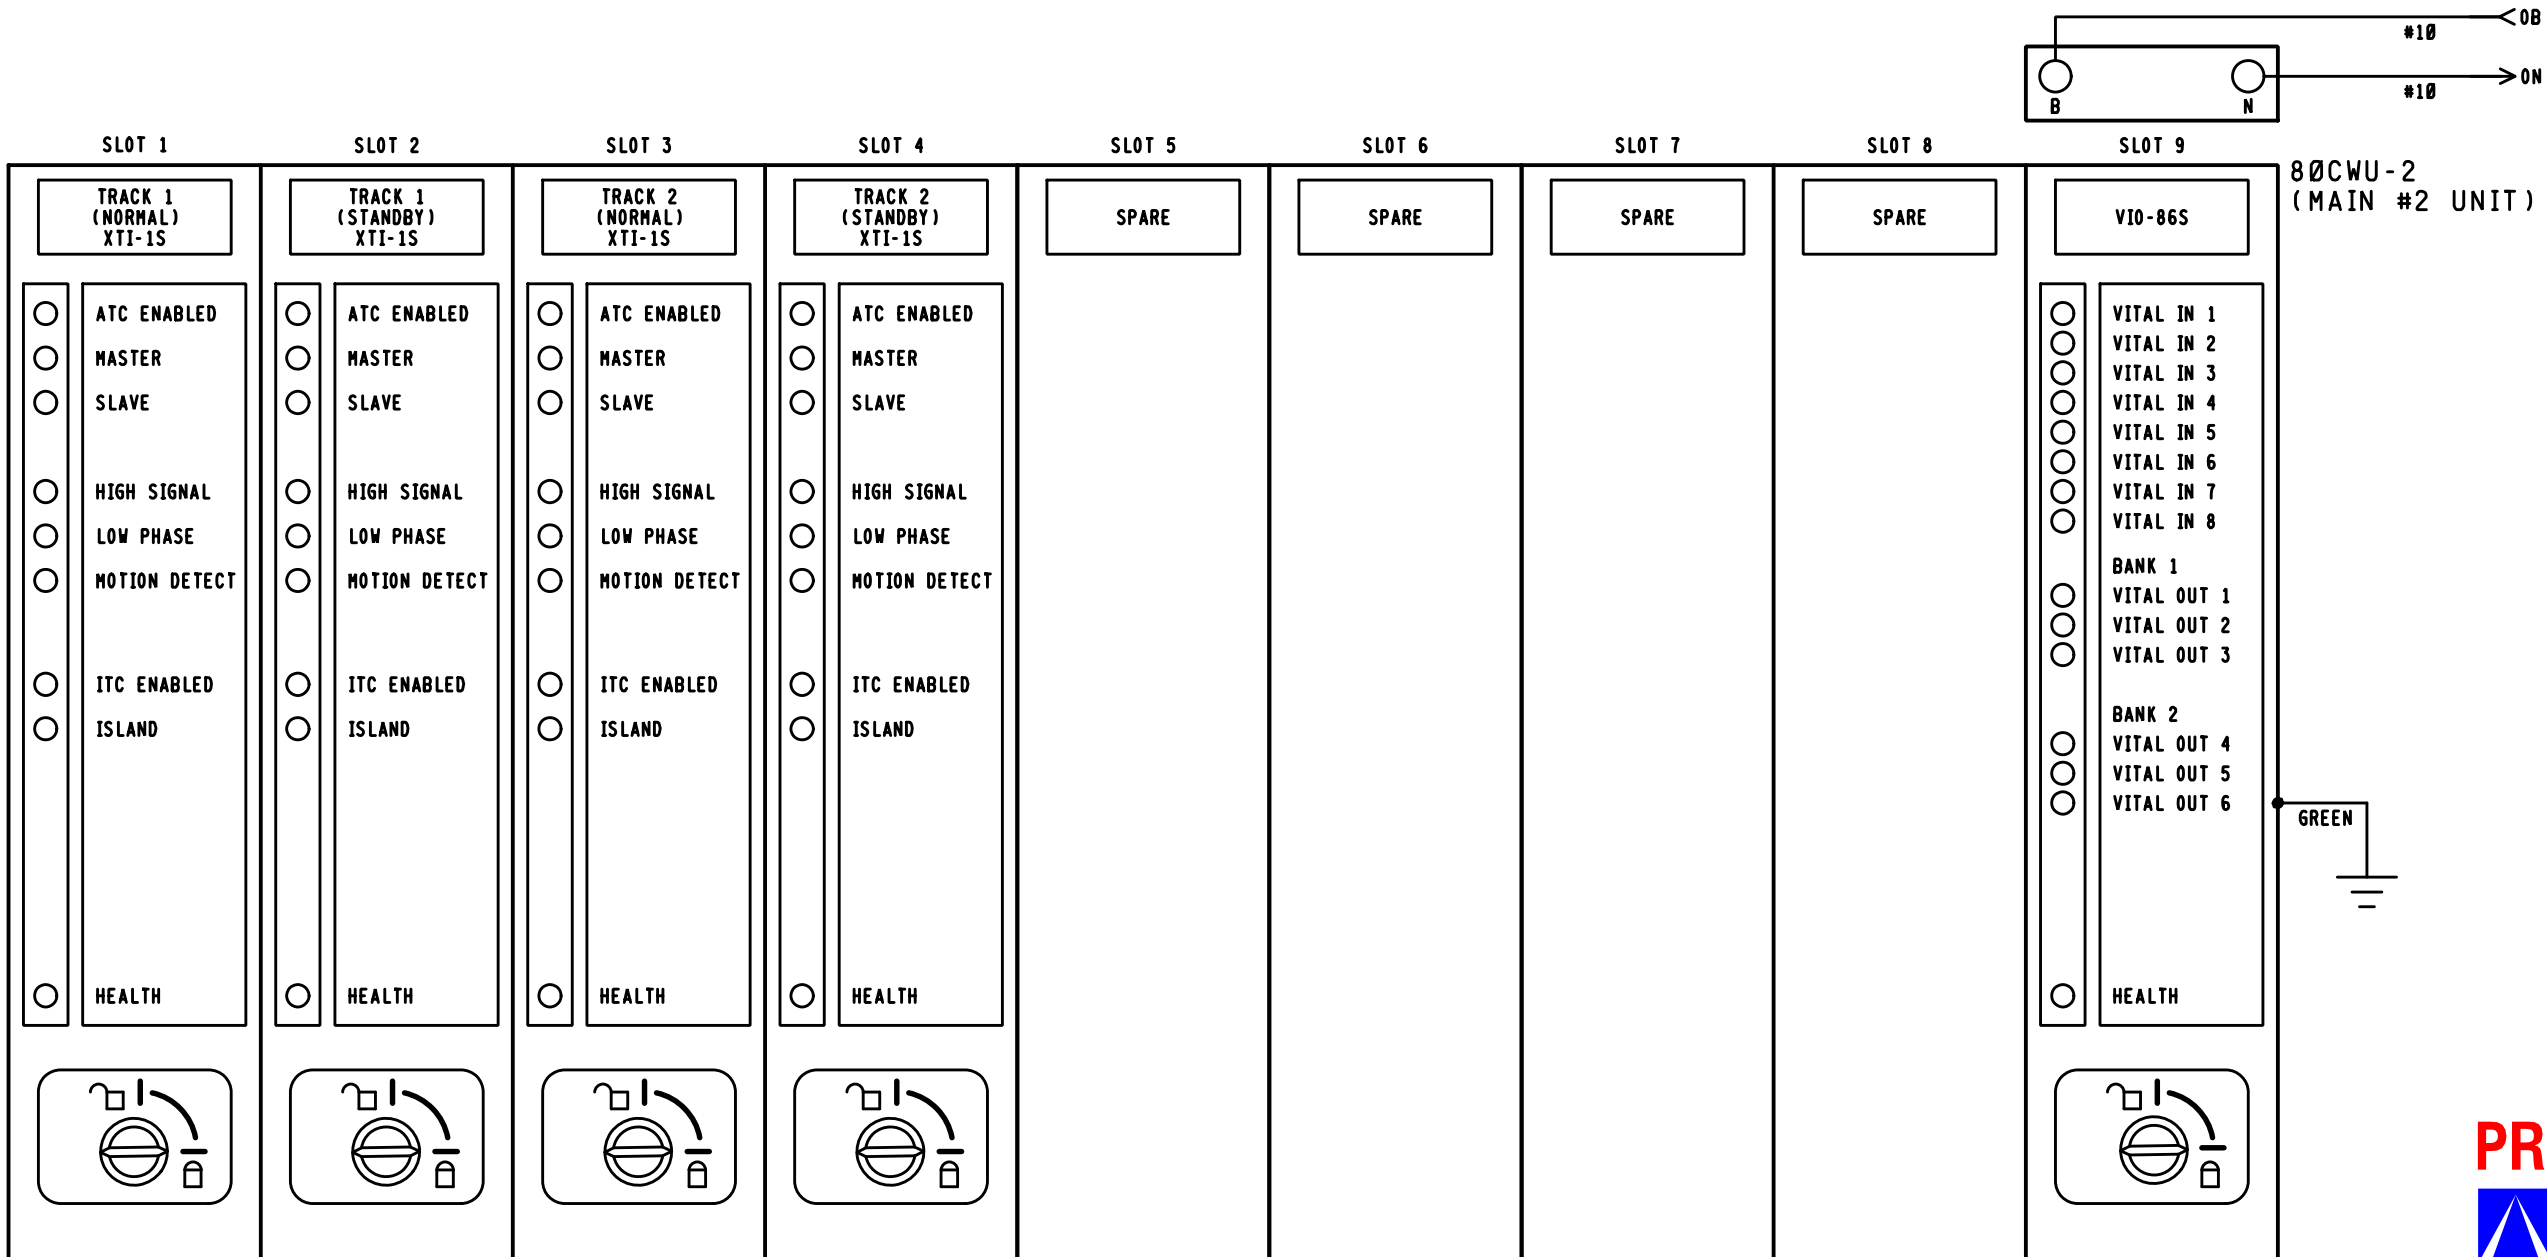 OB
#10
ON
#10
B N
SLOT 1 SLOT 2 SLOT 3 SLOT 4 SLOT 5 SLOT 6 SLOT 7 SLOT 8 SLOT 9
80CWU-2
(MAIN #2 UNIT)
TRACK 1
(NORMAL)
XTI-1S
TRACK 1
(STANDBY)
XTI-1S
TRACK 2
(NORMAL)
XTI-1S
TRACK 2
(STANDBY)
XTI-1S
SPARE
SPARE
SPARE
SPARE
VIO-86S
ATC ENABLED
MASTER
SLAVE
HIGH SIGNAL
LOW PHASE
MOTION DETECT
ITC ENABLED
ISLAND
HEALTH
ATC ENABLED
MASTER
SLAVE
HIGH SIGNAL
LOW PHASE
MOTION DETECT
ITC ENABLED
ISLAND
HEALTH
ATC ENABLED
MASTER
SLAVE
HIGH SIGNAL
LOW PHASE
MOTION DETECT
ITC ENABLED
ISLAND
HEALTH
ATC ENABLED
MASTER
SLAVE
HIGH SIGNAL
LOW PHASE
MOTION DETECT
ITC ENABLED
ISLAND
HEALTH
VITAL IN 1
VITAL IN 2
VITAL IN 3
VITAL IN 4
VITAL IN 5
VITAL IN 6
VITAL IN 7
VITAL IN 8
BANK 1
VITAL OUT 1
VITAL OUT 2
VITAL OUT 3
BANK 2
VITAL OUT 4
VITAL OUT 5
VITAL OUT 6
HEALTH
GREEN
PR